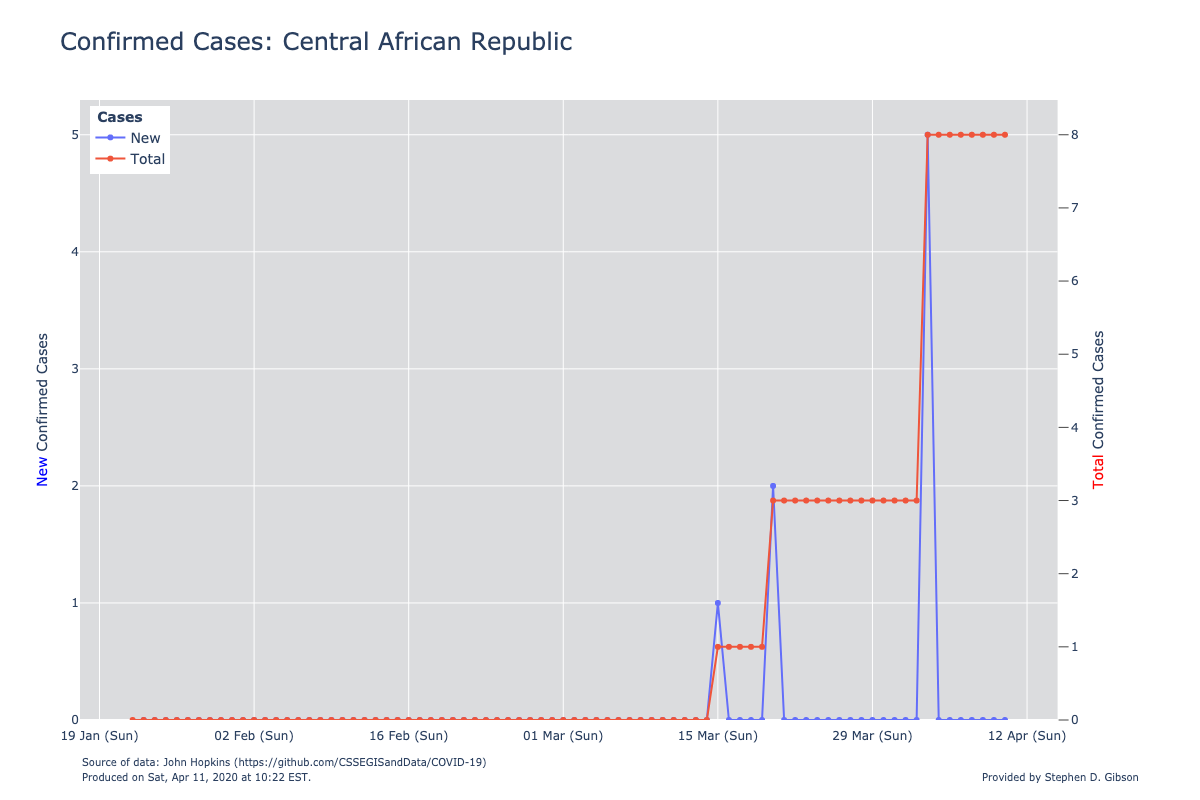 Confirmed Cases: Central African Republic
Cases
New
Total
5
4
3
2
1
0
New Confirmed Cases
8
7
6
5
4
3
2
1
0
Total Confirmed Cases
19 Jan (Sun) 02 Feb (Sun) 16 Feb (Sun) 01 Mar (Sun) 15 Mar (Sun) 29 Mar (Sun) 12 Apr (Sun)
Source of data: John Hopkins (https://github.com/CSSEGISandData/COVID-19)
Produced on Sat, Apr 11, 2020 at 10:22 EST.
Provided by Stephen D. Gibson